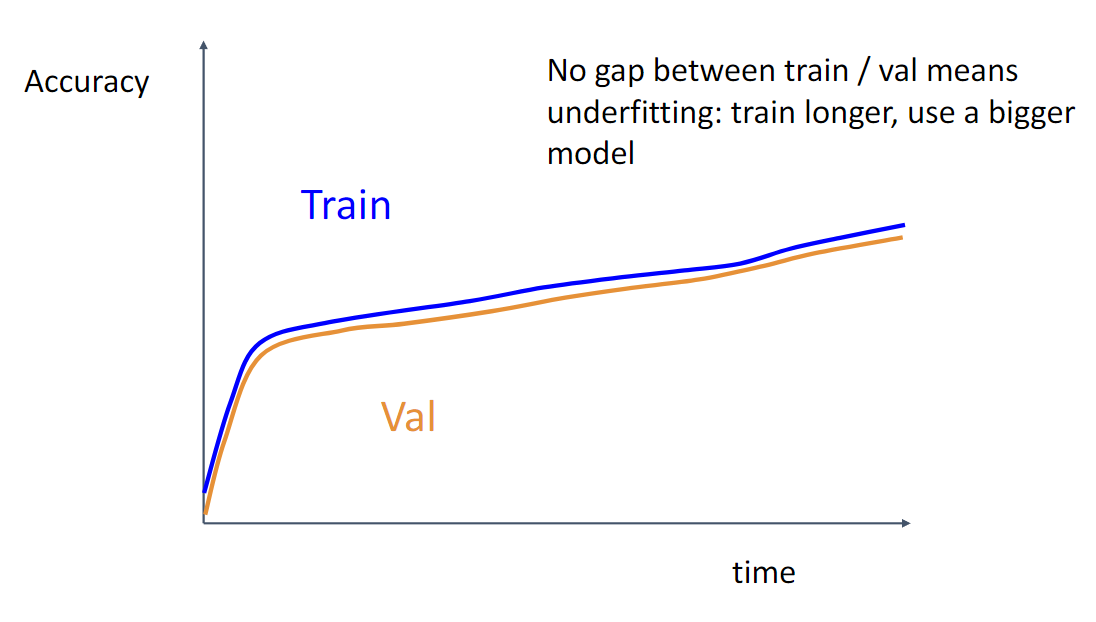 Accuracy
No gap between train / val means
underfitting: train longer, use a bigger
model
Train
Val
time